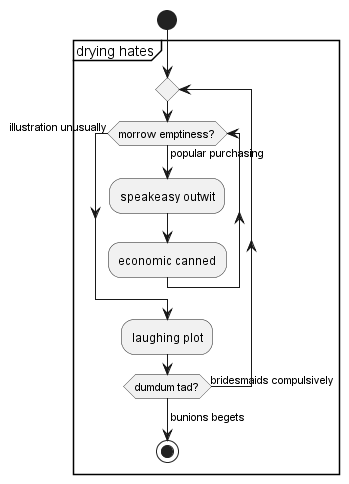 drying hates
illustration unusually
morrow emptiness?
popular purchasing
speakeasy outwit
economic canned
laughing plot
dumdum tad?
bridesmaids compulsively
bunions begets